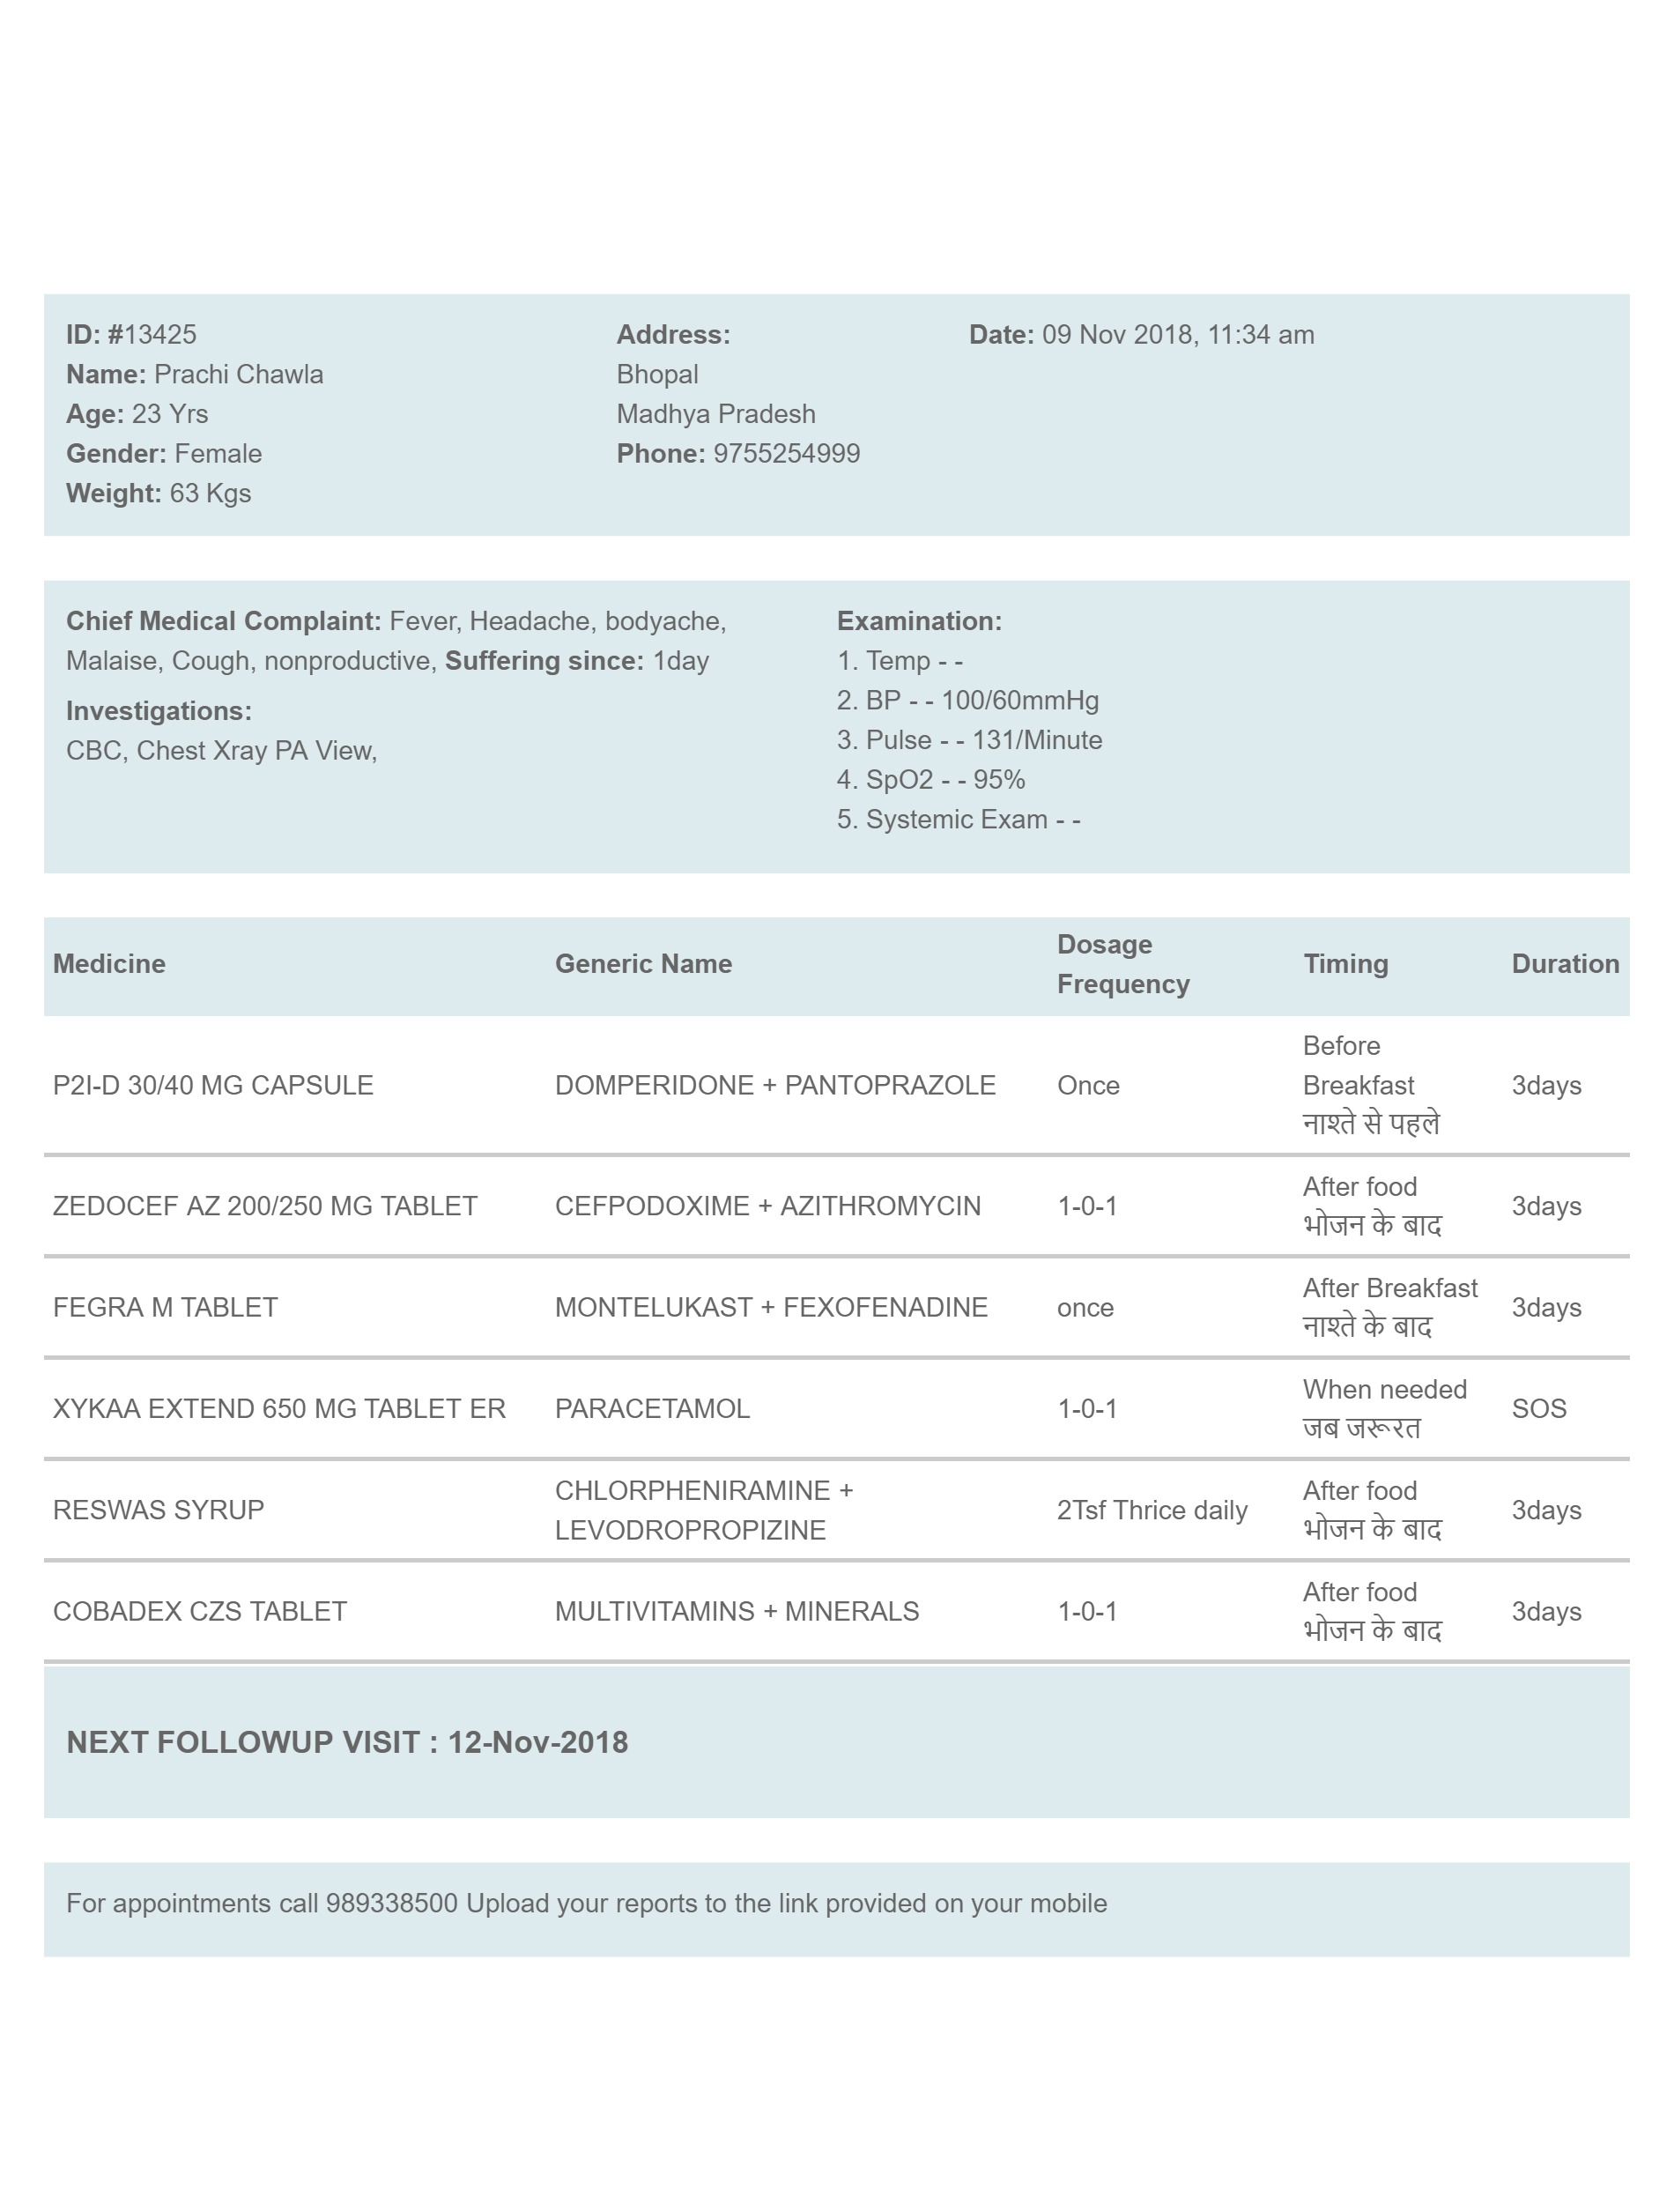 ID: #13425
Name: Prachi Chawla
Age: 23 Yrs
Gender: Female
Weight: 63 Kgs
Address:
Bhopal
Madhya Pradesh
Phone: 9755254999
Date: 09 Nov 2018, 11:34 am
Chief Medical Complaint: Fever, Headache, bodyache,
Malaise, Cough, nonproductive, Suffering since: 1day
Investigations:
CBC, Chest Xray PA View,
Examination:
1. Temp - -
2. BP - - 100/60mmHg
3. Pulse - - 131/Minute
4. SpO2 - - 95%
5. Systemic Exam - -
Medicine Generic Name Dosage Frequency Timing Duration
P2I-D 30/40 MG CAPSULE DOMPERIDONE + PANTOPRAZOLE Once Before Breakfast नाश्ते से पहले 3days
ZEDOCEF AZ 200/250 MG TABLET CEFPODOXIME + AZITHROMYCIN 1-0-1 After food भोजन के बाद 3days
FEGRA M TABLET MONTELUKAST + FEXOFENADINE once After Breakfast नाश्ते के बाद 3days
XYKAA EXTEND 650 MG TABLET ER PARACETAMOL 1-0-1 When needed जब जरूरत SOS
RESWAS SYRUP CHLORPHENIRAMINE + LEVODROPROPIZINE 2Tsf Thrice daily After food भोजन के बाद 3days
COBADEX CZS TABLET MULTIVITAMINS + MINERALS 1-0-1 After food भोजन के बाद 3days
NEXT FOLLOWUP VISIT : 12-Nov-2018
For appointments call 989338500 Upload your reports to the link provided on your mobile